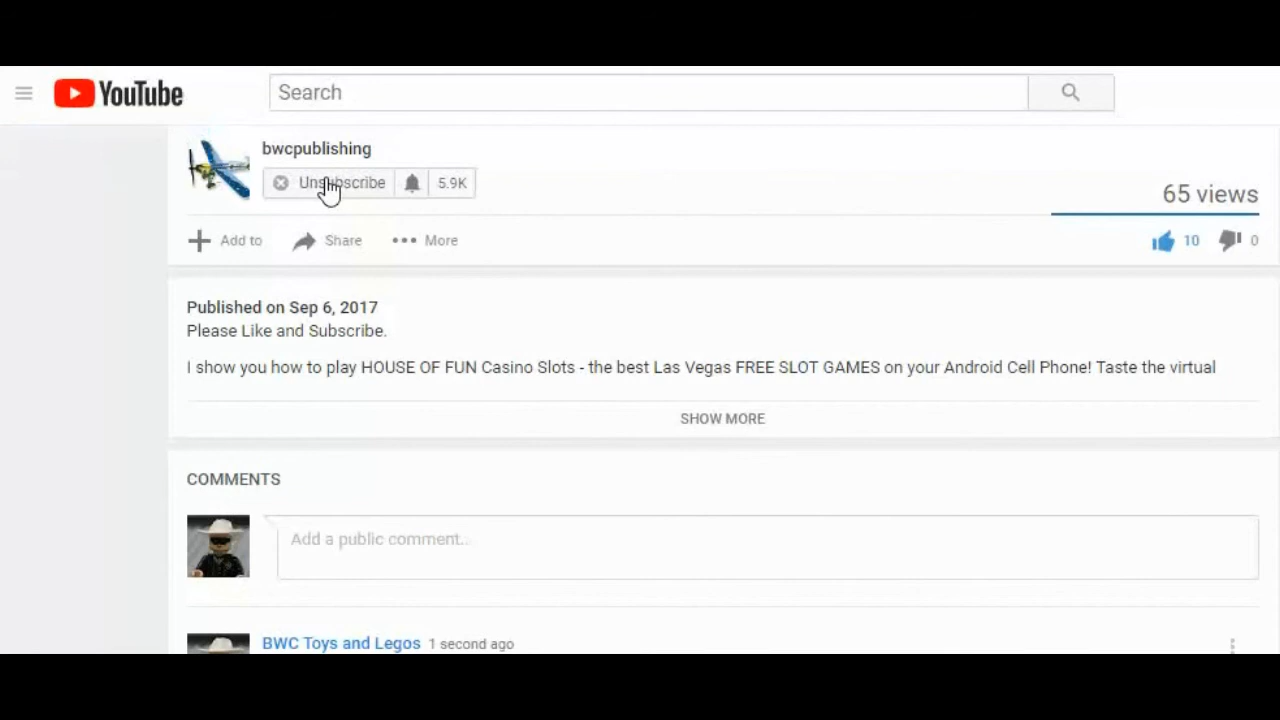 YouTube
Search
bwcpublishing
Unsubscribe 5.9K
65 views
Add to Share More 10 0
Published on Sep 6, 2017
Please Like and Subscribe.
I show you how to play HOUSE OF FUN Casino Slots - the best Las Vegas FREE SLOT GAMES on your Android Cell Phone! Taste the virtual
SHOW MORE
COMMENTS
Add a public comment...
BWC Toys and Legos 1 second ago